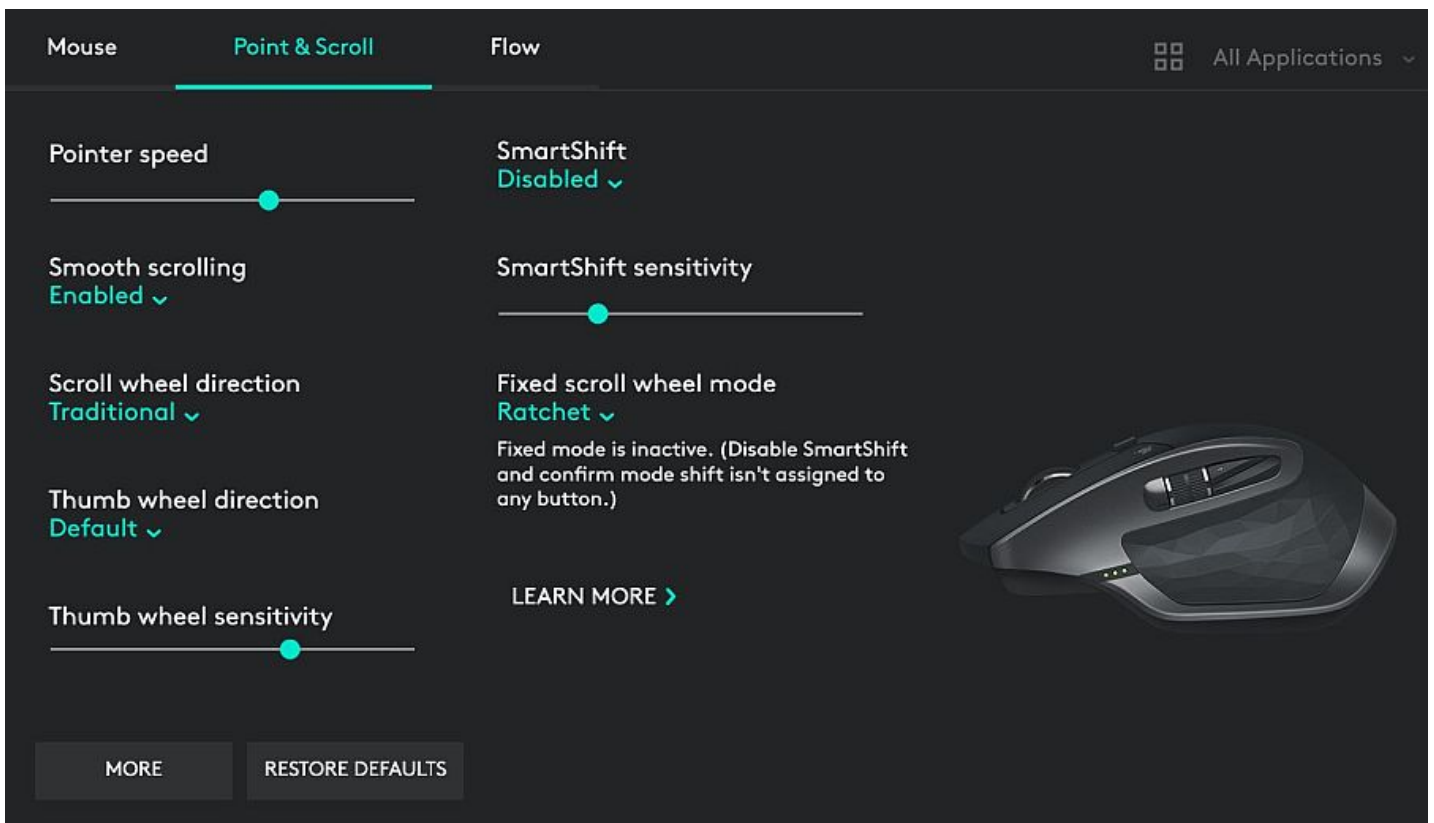 Mouse
Point & Scroll
Flow
All Applications
Pointer speed
Smooth scrolling
Enabled
Scroll wheel direction
Traditional
Thumb wheel direction
Default
Thumb wheel sensitivity
SmartShift
Disabled
SmartShift sensitivity
Fixed scroll wheel mode
Ratchet
Fixed mode is inactive. (Disable SmartShift
and confirm mode shift isn't assigned to
any button.)
LEARN MORE
MORE
RESTORE DEFAULTS